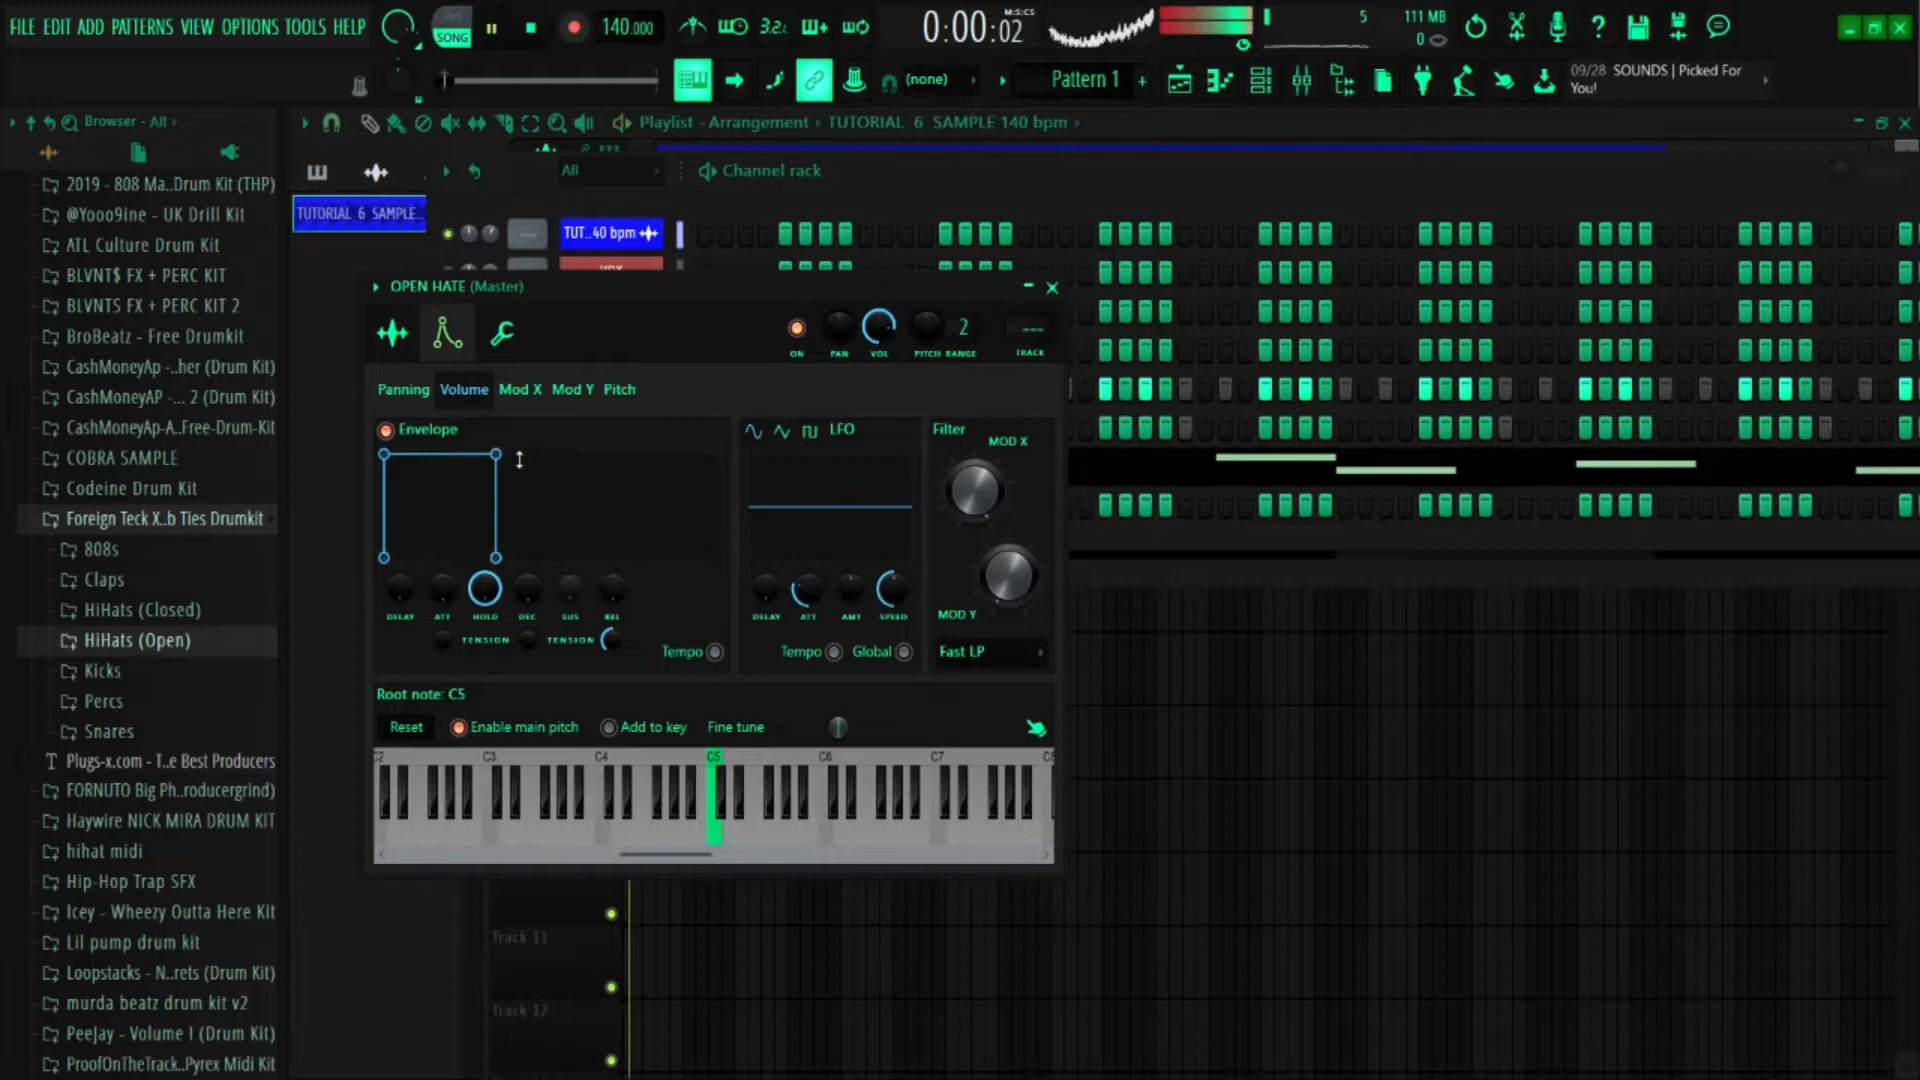 FILE EDIT ADD PATTERNS VIEW OPTIONS TOOLS HELP
PAT
SONG
140.000
3.2.
0:00:02
M:S:CS
5
111 MB
0
(none)
Pattern 1
+
09/28 SOUNDS | Picked For
You!
Browser - All
Playlist - Arrangement › TUTORIAL 6 SAMPLE 140 bpm ›
All
Channel rack
TUTORIAL 6 SAMPLE..
TUT..40 bpm
VOX
2019 - 808 Ma..Drum Kit (THP)
@Yooo9ine - UK Drill Kit
ATL Culture Drum Kit
BLVNT$ FX + PERC KIT
BLVNTS FX + PERC KIT 2
BroBeatz - Free Drumkit
CashMoneyAp -...her (Drum Kit)
CashMoneyAP -... 2 (Drum Kit)
CashMoneyAp-A..Free-Drum-Kit
COBRA SAMPLE
Codeine Drum Kit
Foreign Teck X..b Ties Drumkit
808s
Claps
HiHats (Closed)
HiHats (Open)
Kicks
Percs
Snares
Plugs-x.com - T..e Best Producers
FORNUTO Big Ph..roducergrind)
Haywire NICK MIRA DRUM KIT
hihat midi
Hip-Hop Trap SFX
Icey - Wheezy Outta Here Kit
Lil pump drum kit
Loopstacks - N..rets (Drum Kit)
murda beatz drum kit v2
PeeJay - Volume I (Drum Kit)
ProofOnTheTrack..Pyrex Midi Kit
OPEN HATE (Master)
2
---
ON PAN VOL PITCH RANGE TRACK
Panning Volume Mod X Mod Y Pitch
Envelope
LFO
Filter
MOD X
MOD Y
DELAY ATT HOLD DEC SUS REL
TENSION TENSION
Tempo
DELAY ATT AMT SPEED
Tempo Global
Fast LP
Root note: C5
Reset Enable main pitch Add to key Fine tune
C2 C3 C4 C5 C6 C7 C8
Track 11
Track 12